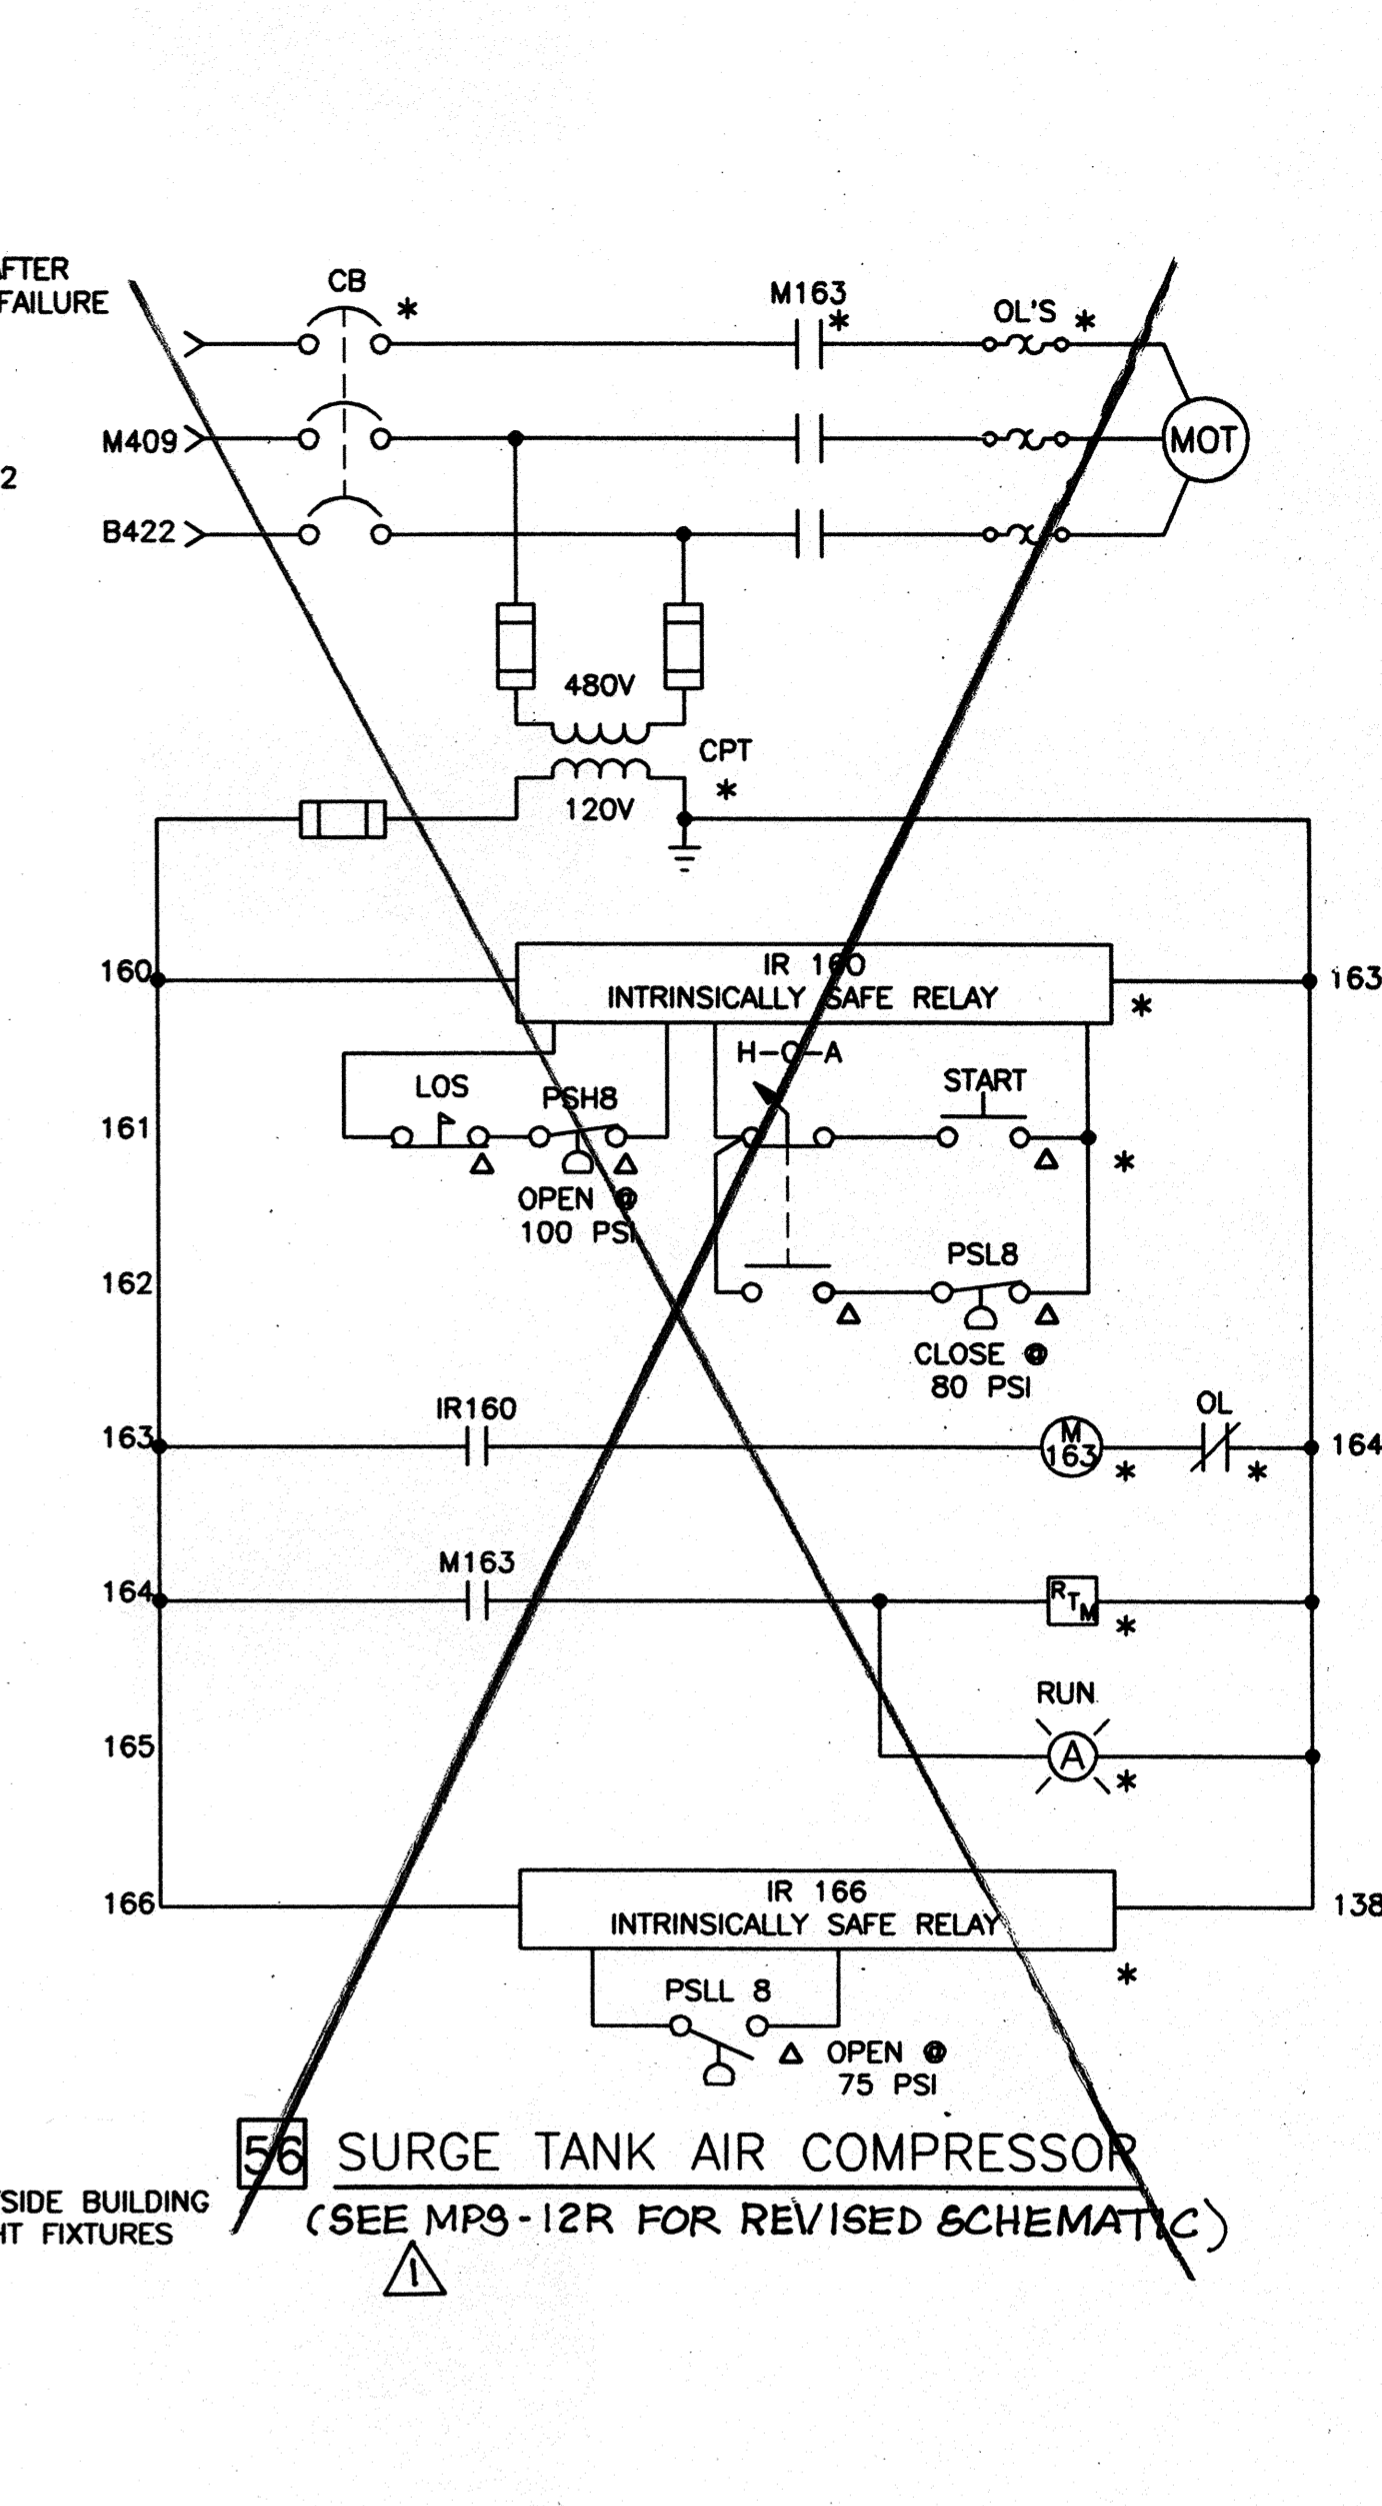 AFTER
FAILURE
CB *
M163 *
OL'S *
M409
MOT
2
B422
480V
CPT
*
120V
160
IR 160
INTRINSICALLY SAFE RELAY
*
163
H-O-A
LOS
PSH8
START
161
*
OPEN @
100 PSI
162
PSL8
CLOSE @
80 PSI
IR160
OL
163
M
163
*
*
164
M163
164
RTM
*
RUN
165
A
*
166
IR 166
INTRINSICALLY SAFE RELAY
*
138
PSLL 8
OPEN @
75 PSI
56 SURGE TANK AIR COMPRESSOR
SIDE BUILDING
HT FIXTURES
(SEE MPS-12R FOR REVISED SCHEMATIC)
1